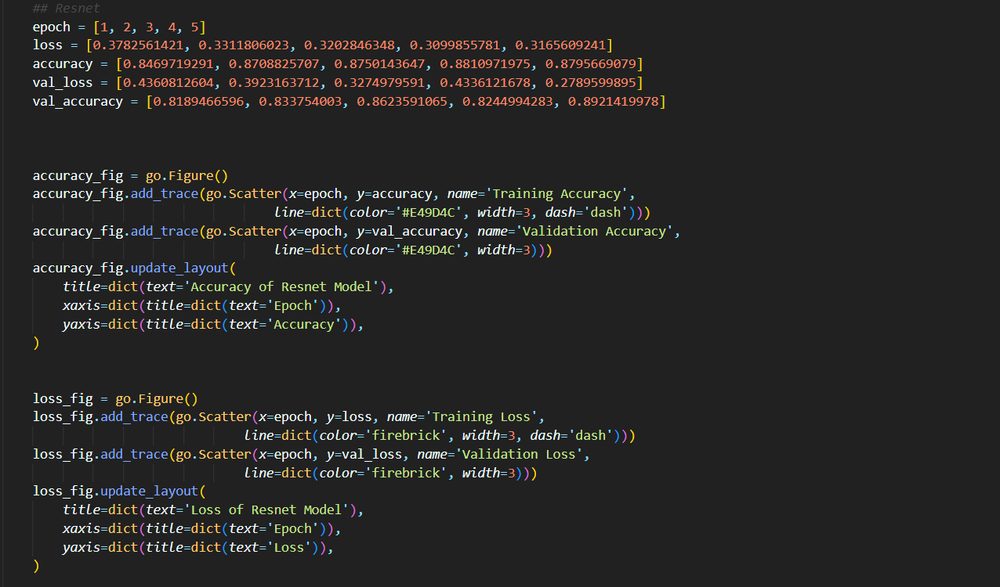 ## Resnet
epoch = [1, 2, 3, 4, 5]
loss = [0.3782561421, 0.3311806023, 0.3202846348, 0.3099855781, 0.3165609241]
accuracy = [0.8469719291, 0.8708825707, 0.8750143647, 0.8810971975, 0.8795669079]
val_loss = [0.4360812604, 0.3923163712, 0.3274979591, 0.4336121678, 0.2789599895]
val_accuracy = [0.8189466596, 0.833754003, 0.8623591065, 0.8244994283, 0.8921419978]
accuracy_fig = go.Figure()
accuracy_fig.add_trace(go.Scatter(x=epoch, y=accuracy, name='Training Accuracy',
line=dict(color='#E49D4C', width=3, dash='dash')))
accuracy_fig.add_trace(go.Scatter(x=epoch, y=val_accuracy, name='Validation Accuracy',
line=dict(color='#E49D4C', width=3)))
accuracy_fig.update_layout(
title=dict(text='Accuracy of Resnet Model'),
xaxis=dict(title=dict(text='Epoch')),
yaxis=dict(title=dict(text='Accuracy')),
)
loss_fig = go.Figure()
loss_fig.add_trace(go.Scatter(x=epoch, y=loss, name='Training Loss',
line=dict(color='firebrick', width=3, dash='dash')))
loss_fig.add_trace(go.Scatter(x=epoch, y=val_loss, name='Validation Loss',
line=dict(color='firebrick', width=3)))
loss_fig.update_layout(
title=dict(text='Loss of Resnet Model'),
xaxis=dict(title=dict(text='Epoch')),
yaxis=dict(title=dict(text='Loss')),
)